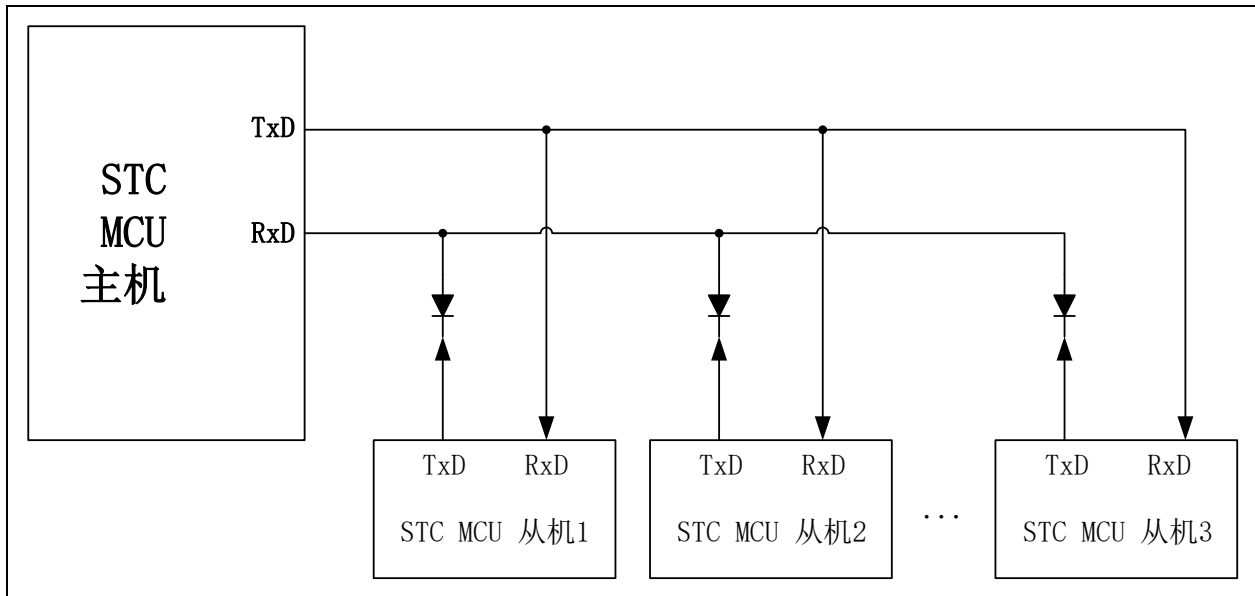 TxD
STC
MCU
主机
RxD
TxD RxD
STC MCU 从机1
TxD RxD
STC MCU 从机2
...
TxD RxD
STC MCU 从机3